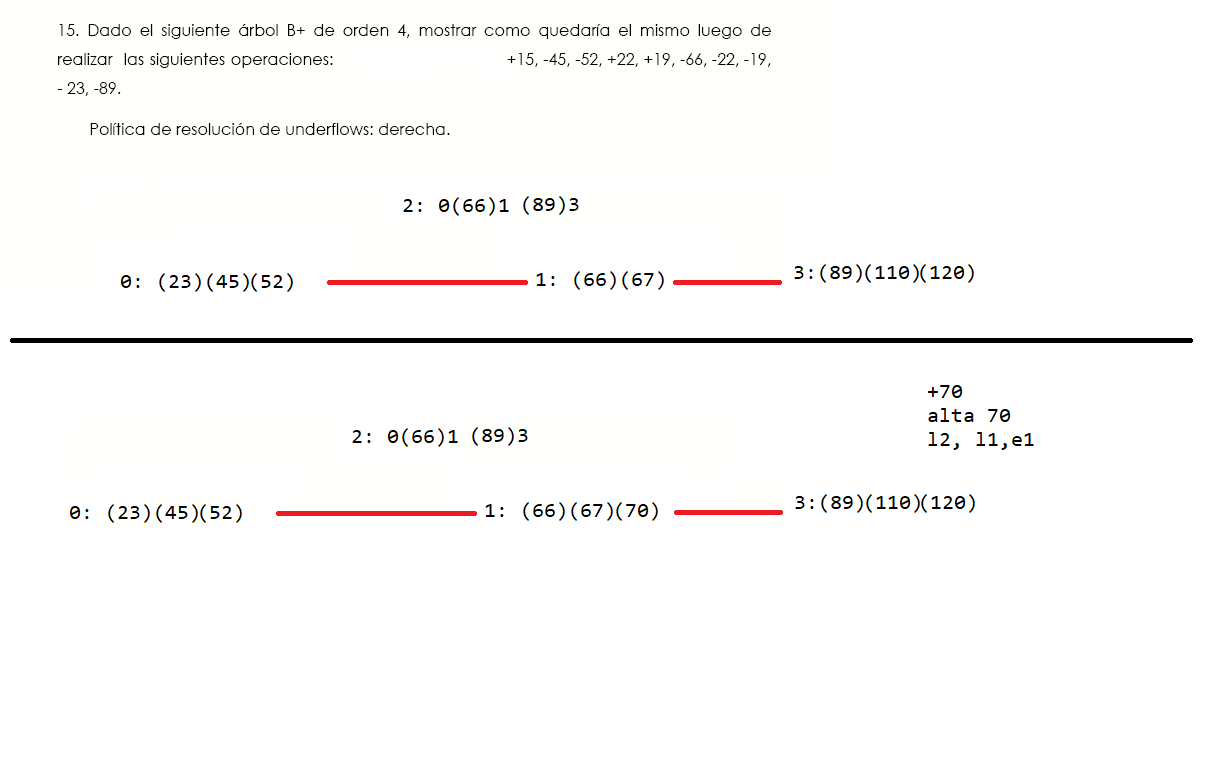 15. Dado el siguiente árbol B+ de orden 4, mostrar como quedaría el mismo luego de
realizar las siguientes operaciones: +15, -45, -52, +22, +19, -66, -22, -19,
- 23, -89.
Política de resolución de underflows: derecha.
2: 0(66)1 (89)3
0: (23)(45)(52) 1: (66)(67) 3:(89)(110)(120)
+70
alta 70
l2, l1,e1
2: 0(66)1 (89)3
0: (23)(45)(52) 1: (66)(67)(70) 3:(89)(110)(120)